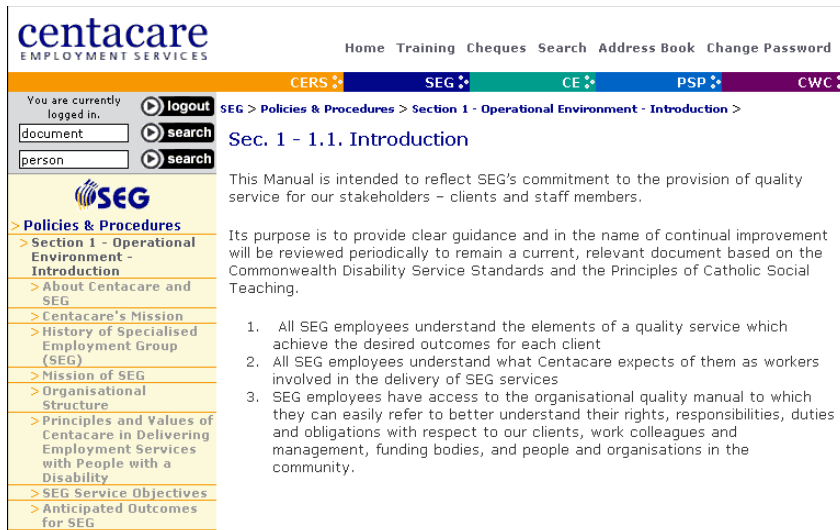 centacare
EMPLOYMENT SERVICES
Home Training Cheques Search Address Book Change Password
CERS
SEG
CE
PSP
CWC
You are currently
logged in.
logout
document
search
person
search
SEG > Policies & Procedures > Section 1 - Operational Environment - Introduction >
SEG
> Policies & Procedures
> Section 1 - Operational
Environment -
Introduction
> About Centacare and
SEG
> Centacare's Mission
> History of Specialised
Employment Group
(SEG)
> Mission of SEG
> Organisational
Structure
> Principles and Values of
Centacare in Delivering
Employment Services
with People with a
Disability
> SEG Service Objectives
> Anticipated Outcomes
for SEG
Sec. 1 - 1.1. Introduction
This Manual is intended to reflect SEG's commitment to the provision of quality
service for our stakeholders – clients and staff members.
Its purpose is to provide clear guidance and in the name of continual improvement
will be reviewed periodically to remain a current, relevant document based on the
Commonwealth Disability Service Standards and the Principles of Catholic Social
Teaching.
1. All SEG employees understand the elements of a quality service which
achieve the desired outcomes for each client
2. All SEG employees understand what Centacare expects of them as workers
involved in the delivery of SEG services
3. SEG employees have access to the organisational quality manual to which
they can easily refer to better understand their rights, responsibilities, duties
and obligations with respect to our clients, work colleagues and
management, funding bodies, and people and organisations in the
community.